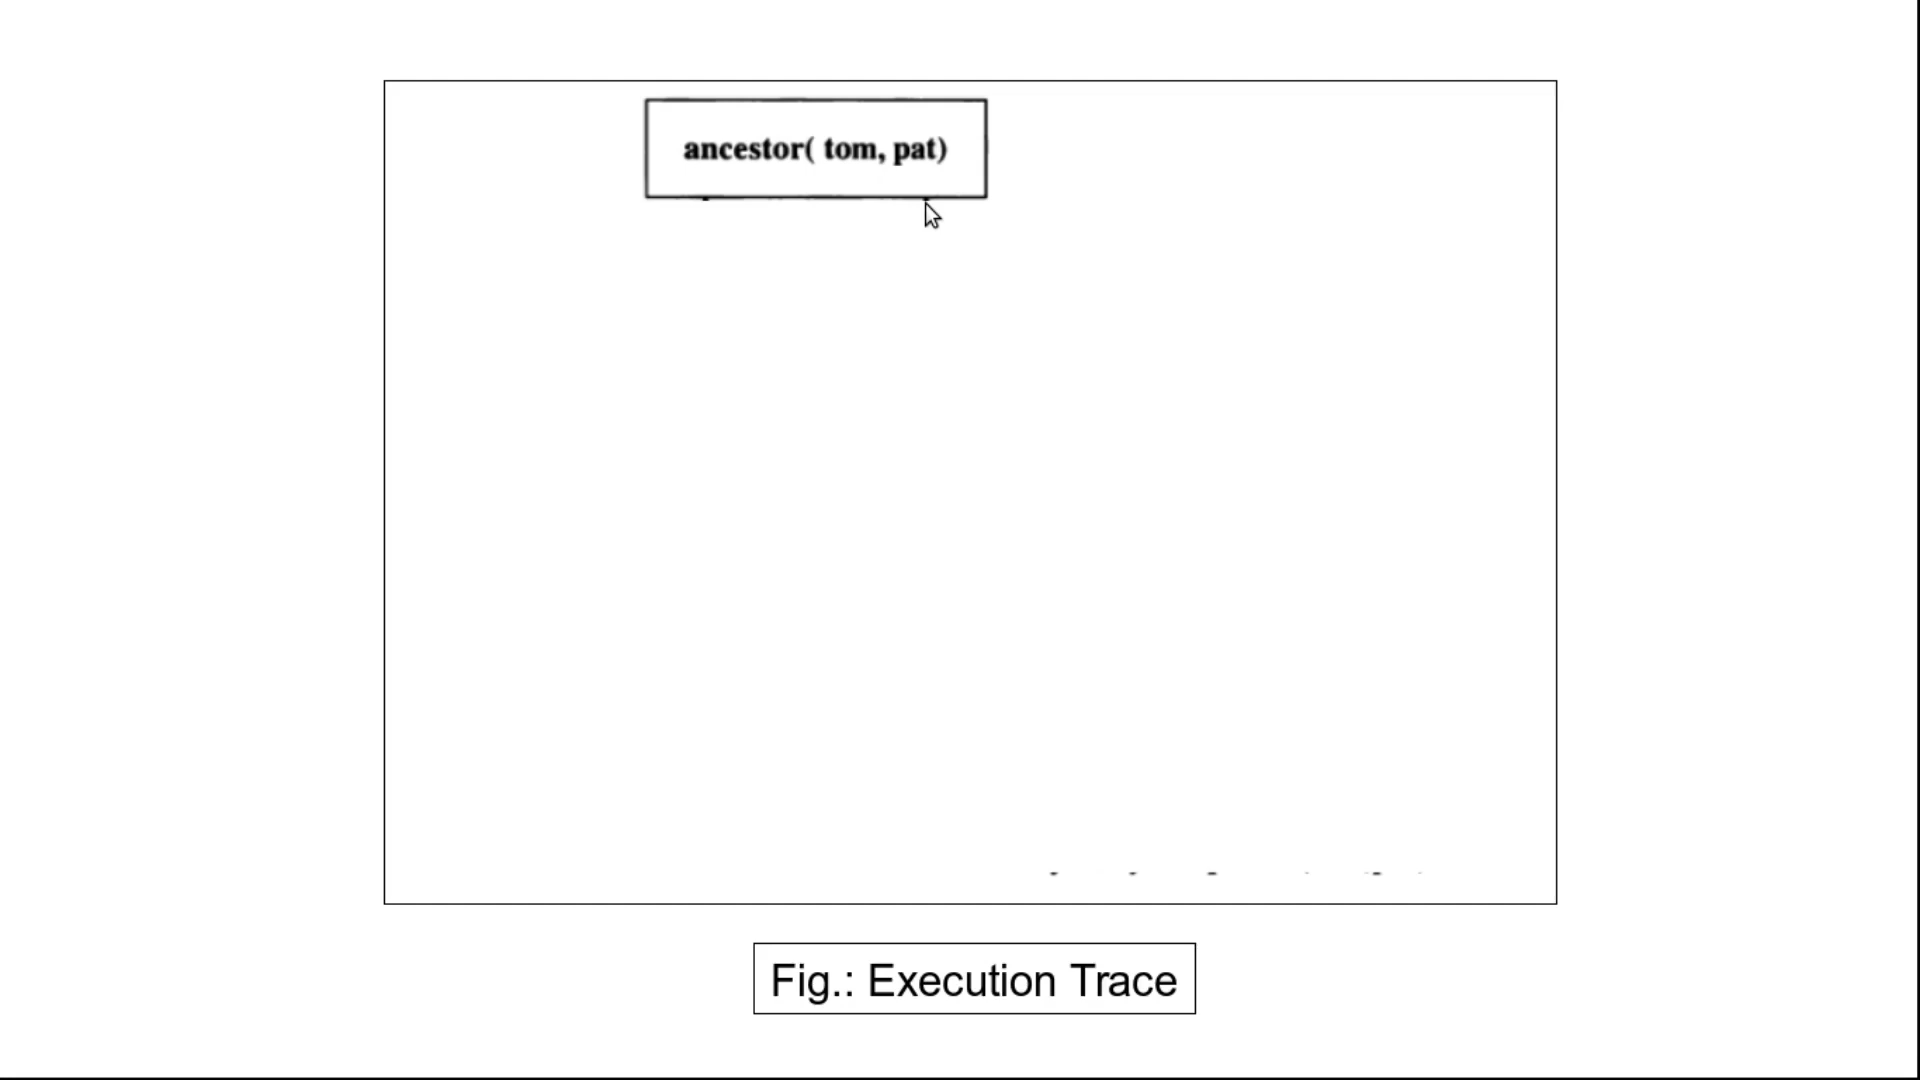 ancestor( tom, pat)
Fig.: Execution Trace